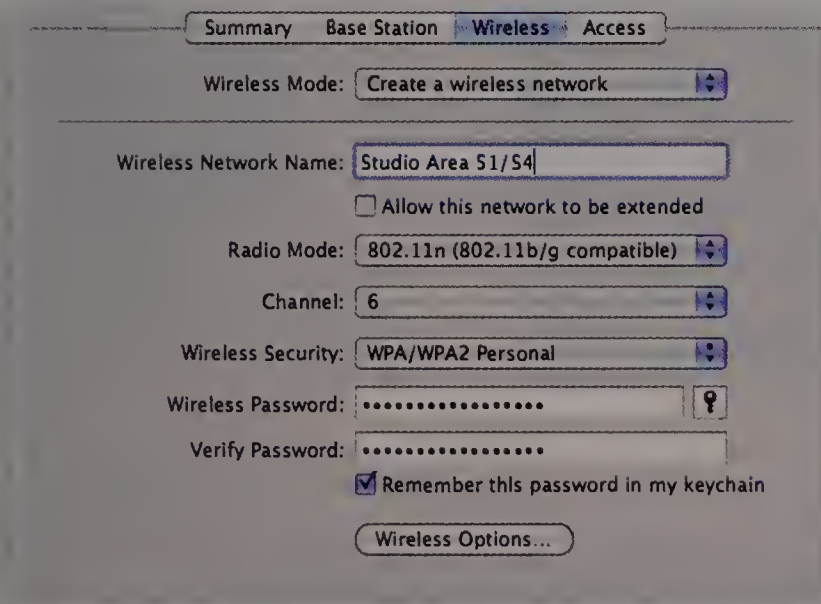 Summary Base Station Wireless Access
Wireless Mode: Create a wireless network
Wireless Network Name: Studio Area S1/S4
Allow this network to be extended
Radio Mode: 802.11n (802.11b/g compatible)
Channel: 6
Wireless Security: WPA/WPA2 Personal
Wireless Password: •••••••••••••••••
Verify Password: •••••••••••••••••
Remember this password in my keychain
Wireless Options...